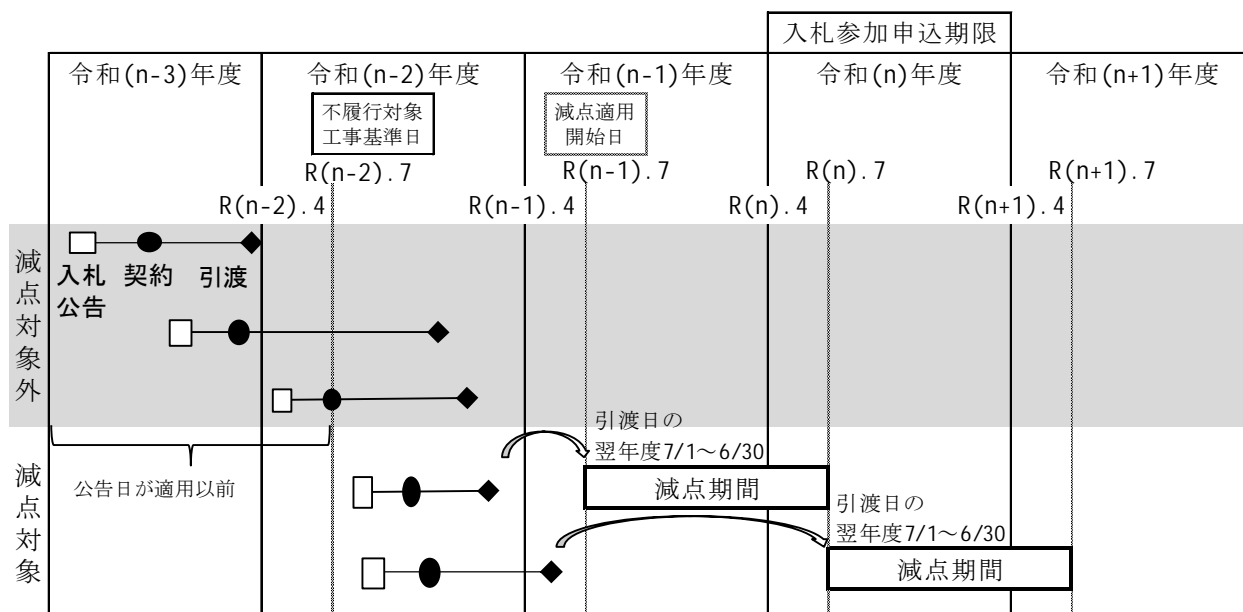 入札参加申込期限
令和(n-3)年度
令和(n-2)年度
令和(n-1)年度
令和(n)年度
令和(n+1)年度
不履行対象
工事基準日
減点適用
開始日
R(n-2).7
R(n-1).7
R(n).7
R(n+1).7
R(n-2).4
R(n-1).4
R(n).4
R(n+1).4
減点対象外
入札
公告
契約
引渡
引渡日の
翌年度7/1～6/30
減点対象
公告日が適用以前
減点期間
引渡日の
翌年度7/1～6/30
減点期間